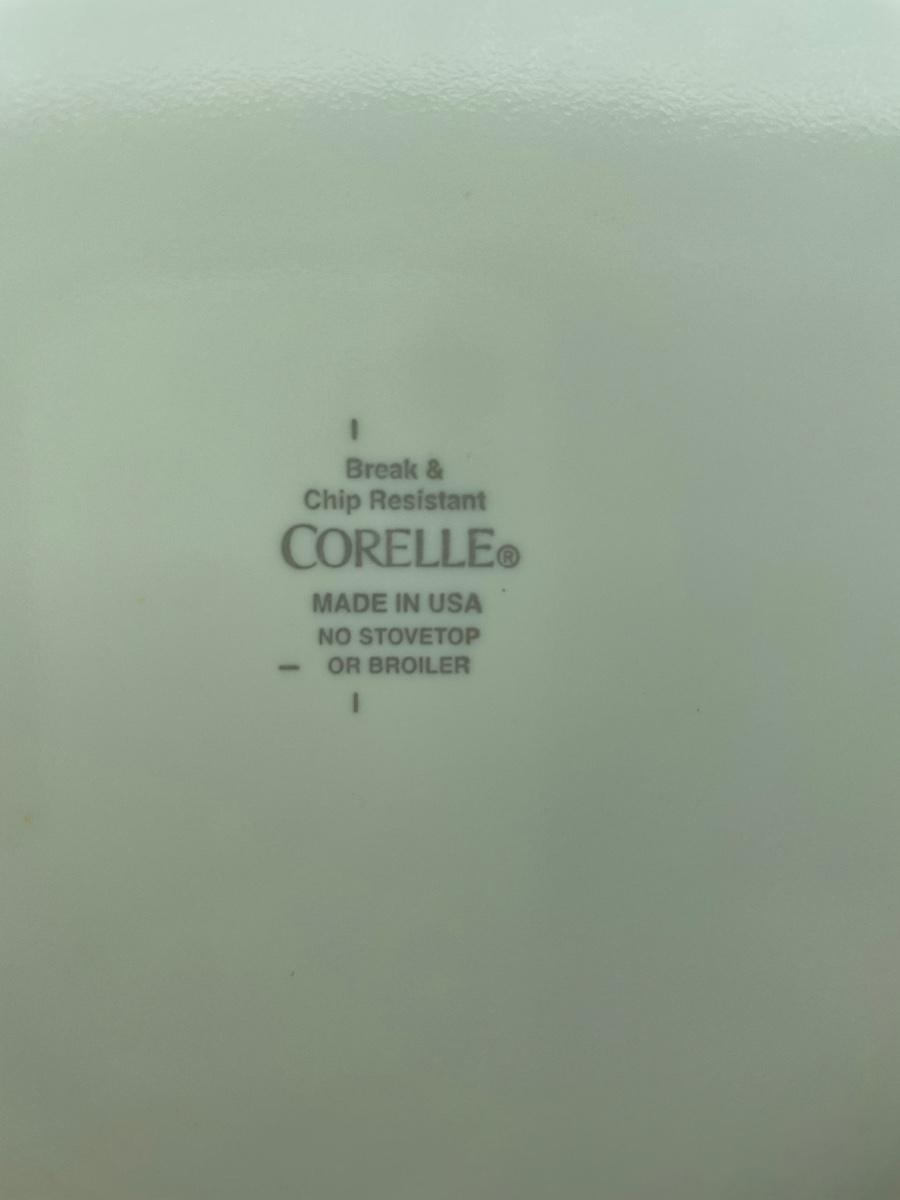 Break &
Chip Resistant
CORELLE®
MADE IN USA
NO STOVETOP
OR BROILER